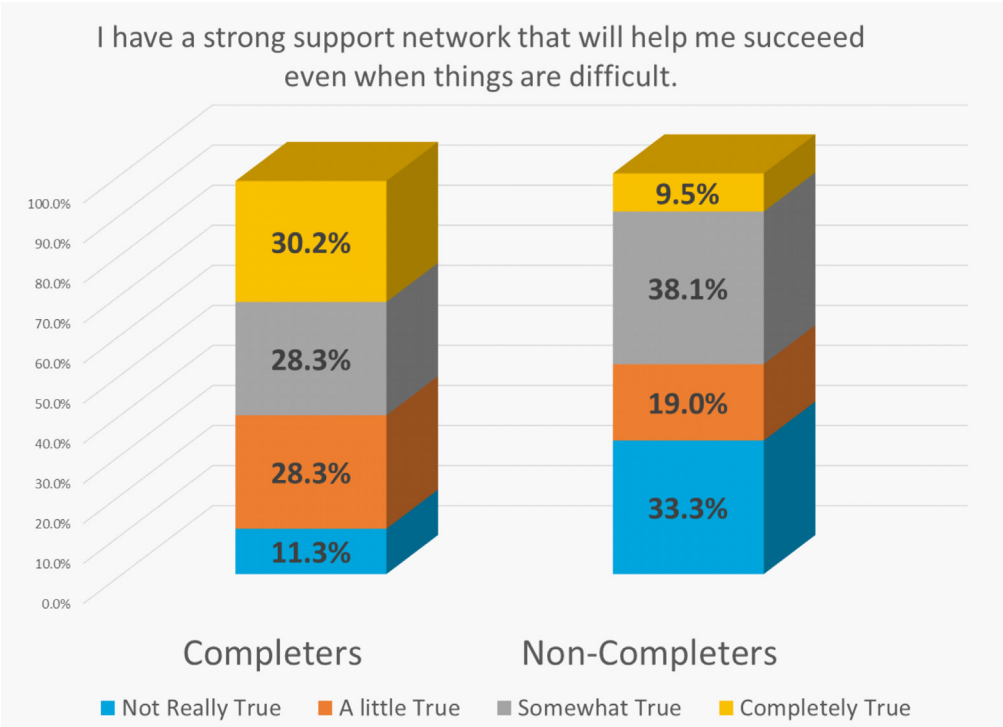 I have a strong support network that will help me succeeed
even when things are difficult.
100.0%
90.0%
80.0%
70.0%
60.0%
50.0%
40.0%
30.0%
20.0%
10.0%
0.0%
30.2%
28.3%
28.3%
11.3%
9.5%
38.1%
19.0%
33.3%
Completers
Non-Completers
Not Really True
A little True
Somewhat True
Completely True